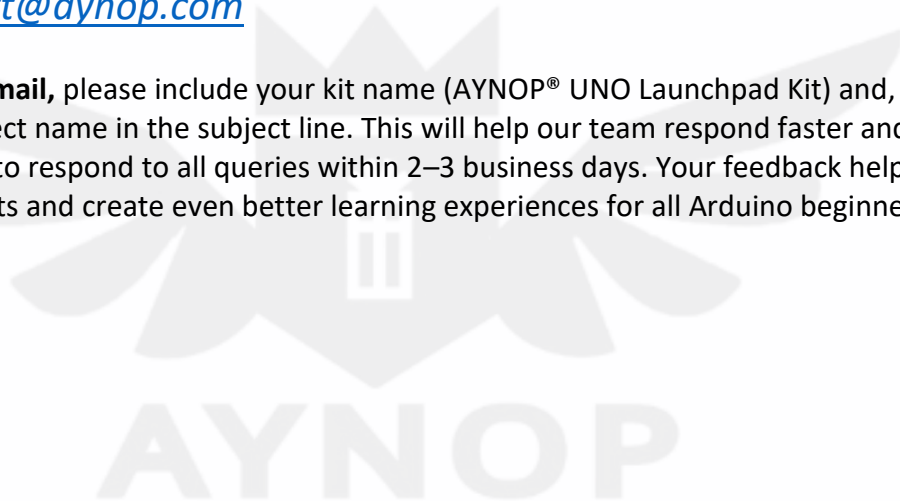 rt@aynop.com
mail, please include your kit name (AYNOP® UNO Launchpad Kit) and,
ect name in the subject line. This will help our team respond faster and
to respond to all queries within 2–3 business days. Your feedback help
ts and create even better learning experiences for all Arduino beginne
AYNOP